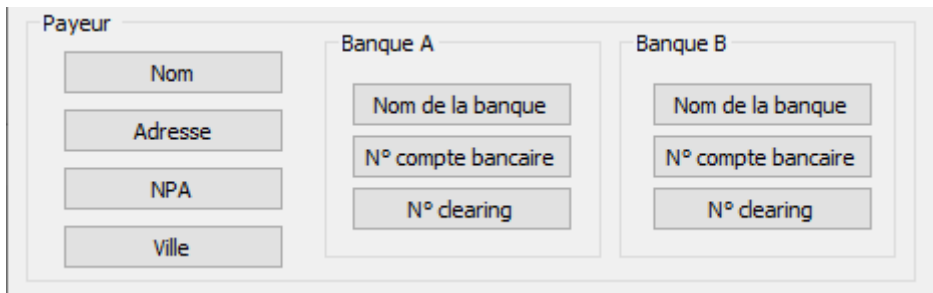 Payeur
Nom
Adresse
NPA
Ville
Banque A
Nom de la banque
N° compte bancaire
N° clearing
Banque B
Nom de la banque
N° compte bancaire
N° clearing